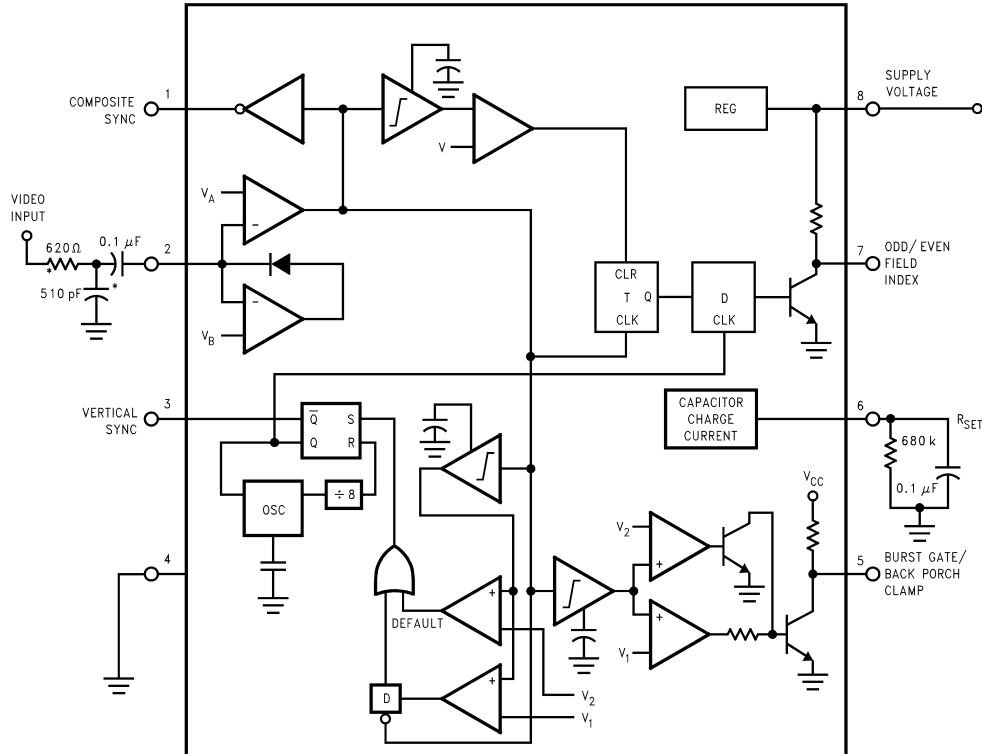 COMPOSITE
SYNC
1
V
REG
8
SUPPLY
VOLTAGE
VIDEO
INPUT
620Ω
*
0.1 μF
510 pF
*
2
V_A
−
−
V_B
CLR
T Q
CLK
D
CLK
7
ODD/EVEN
FIELD
INDEX
VERTICAL
SYNC
3
Q̅ S
Q R
OSC
÷ 8
CAPACITOR
CHARGE
CURRENT
6
R_SET
680 k
0.1 μF
4
DEFAULT
+
+
D
V_2
V_1
V_2
+
+
V_1
V_CC
5
BURST GATE/
BACK PORCH
CLAMP